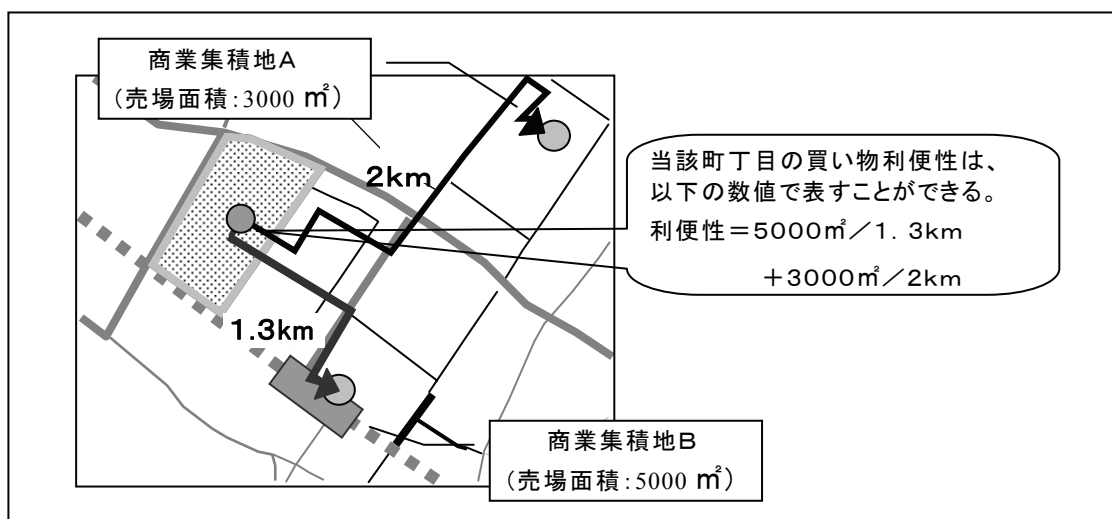 商業集積地A
（売場面積：3000 ㎡）
2km
当該町丁目の買い物利便性は、
以下の数値で表すことができる。
利便性＝5000㎡／1．3km
＋3000㎡／2km
1.3km
商業集積地B
（売場面積：5000 ㎡）